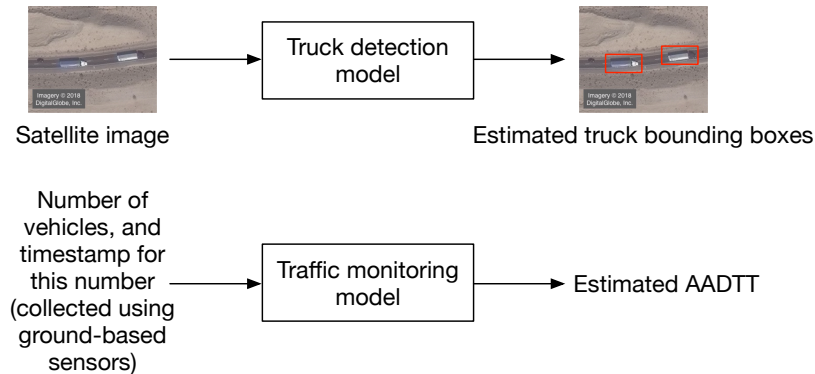 Truck detection
model
Imagery © 2018
DigitalGlobe, Inc.
Imagery © 2018
DigitalGlobe, Inc.
Satellite image
Estimated truck bounding boxes
Number of
vehicles, and
timestamp for
this number
(collected using
ground-based
sensors)
Traffic monitoring
model
Estimated AADTT